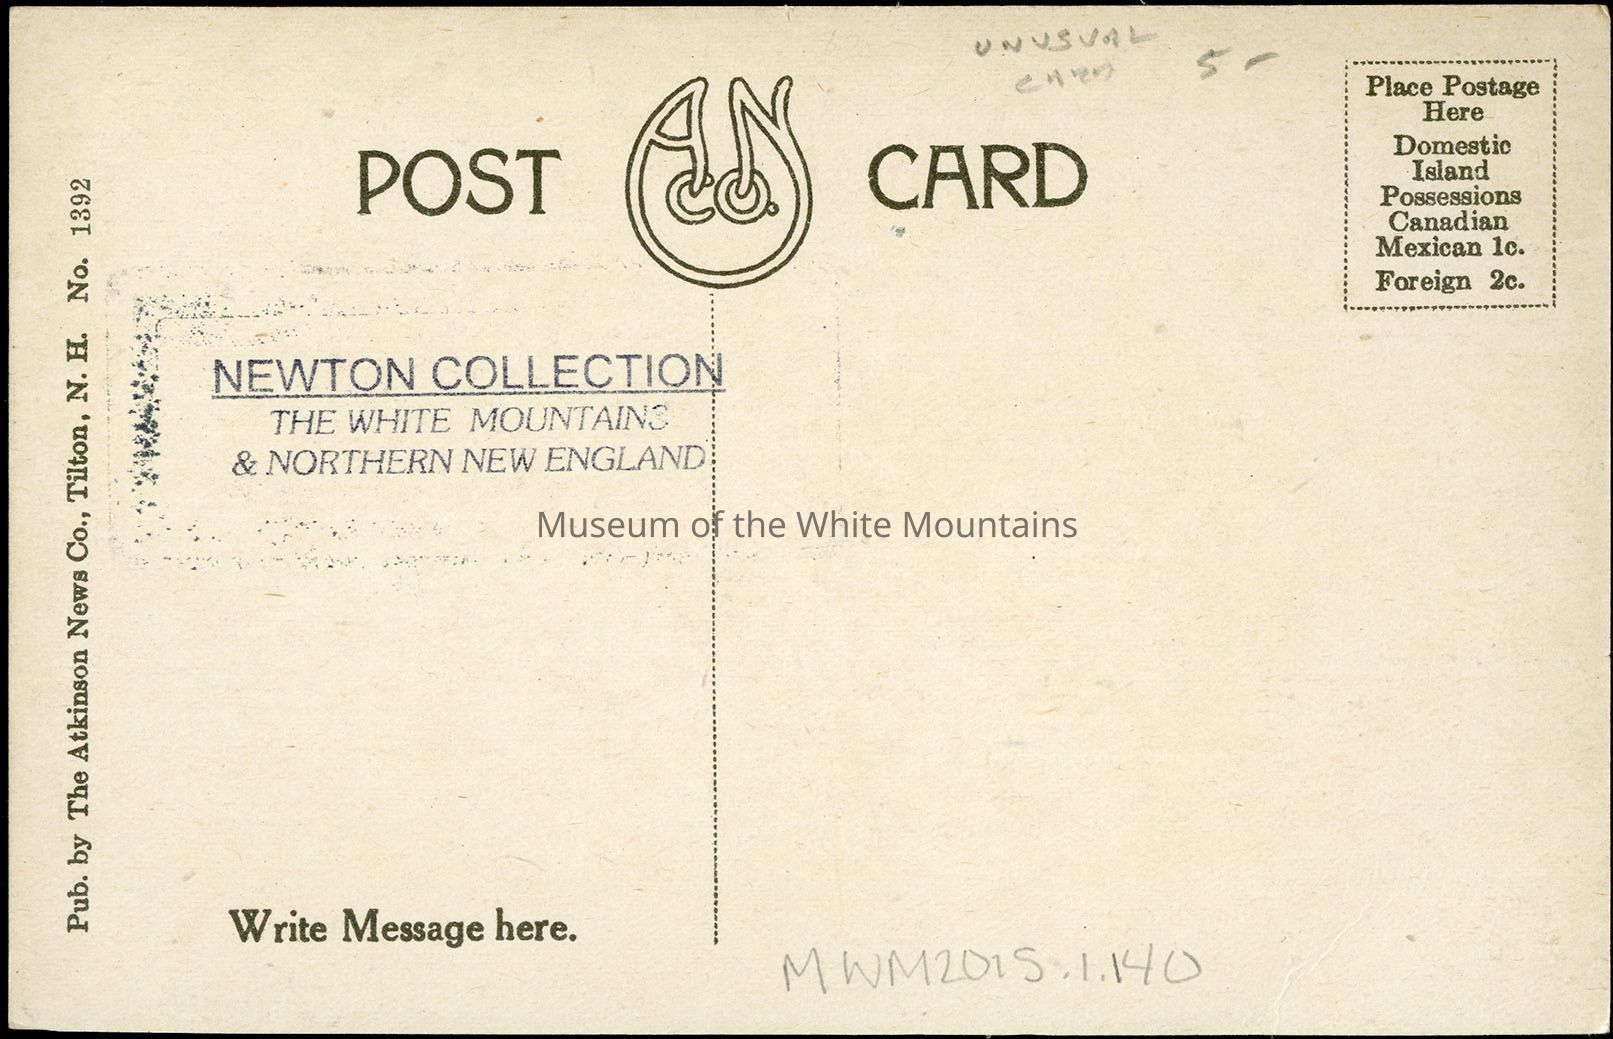 UNUSUAL
CARD 5-
POST AN CO. CARD
Place Postage
Here
Domestic
Island
Possessions
Canadian
Mexican 1c.
Foreign 2c.
Pub. by The Atkinson News Co., Tilton, N. H. No. 1392
NEWTON COLLECTION
THE WHITE MOUNTAINS
& NORTHERN NEW ENGLAND
Museum of the White Mountains
Write Message here.
MWM2015.1.140